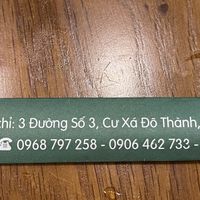 chỉ: 3 Đường Số 3, Cư Xá Đô Thành,
☎ 0968 797 258 - 0906 462 733 -